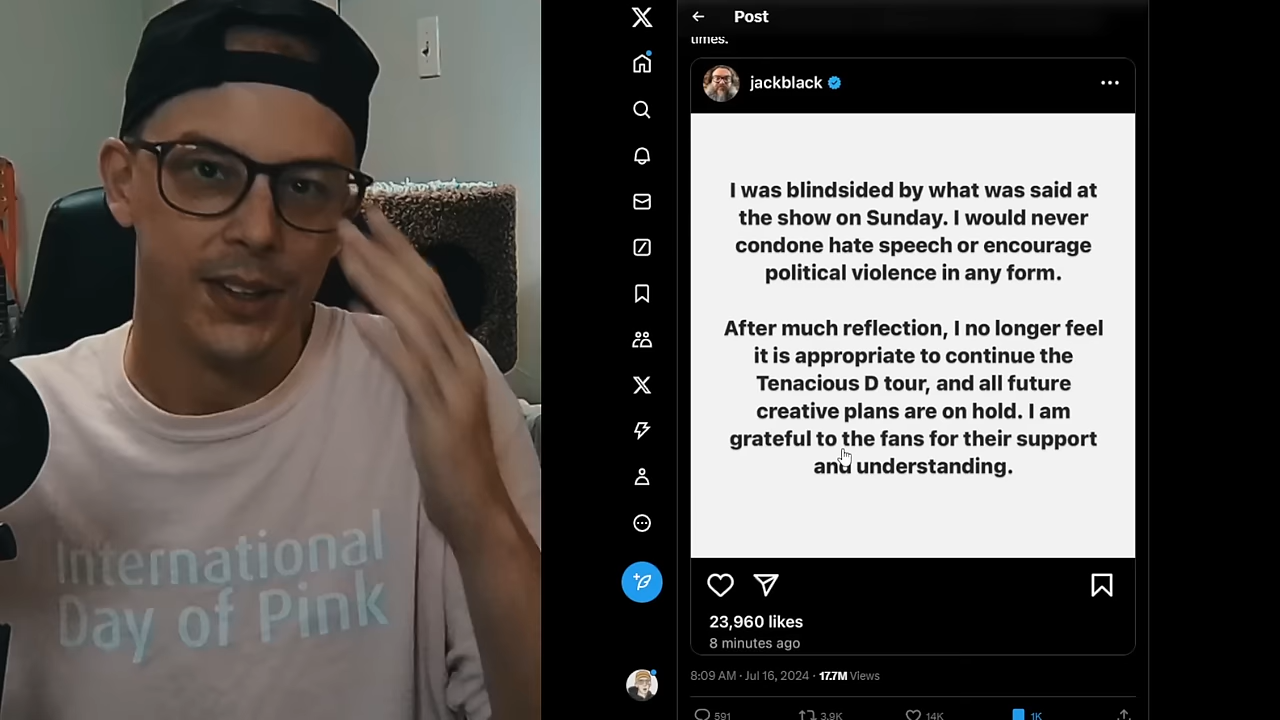 International
Day of Pink
Post
times.
jackblack
I was blindsided by what was said at
the show on Sunday. I would never
condone hate speech or encourage
political violence in any form.
After much reflection, I no longer feel
it is appropriate to continue the
Tenacious D tour, and all future
creative plans are on hold. I am
grateful to the fans for their support
and understanding.
23,960 likes
8 minutes ago
8:09 AM · Jul 16, 2024 · 17.7M Views
591 3.9K 14K 1K